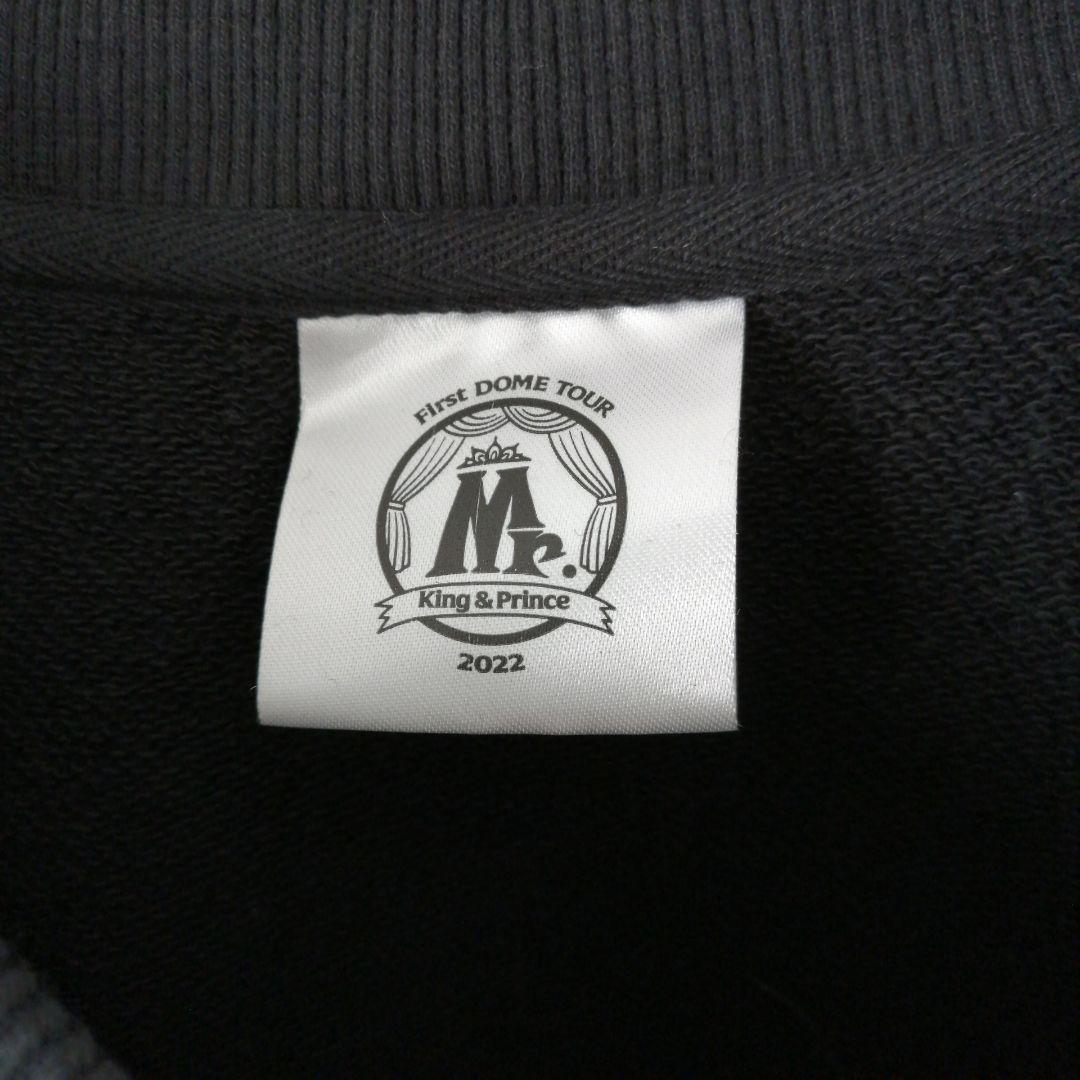 First DOME TOUR
Mr.
King & Prince
2022